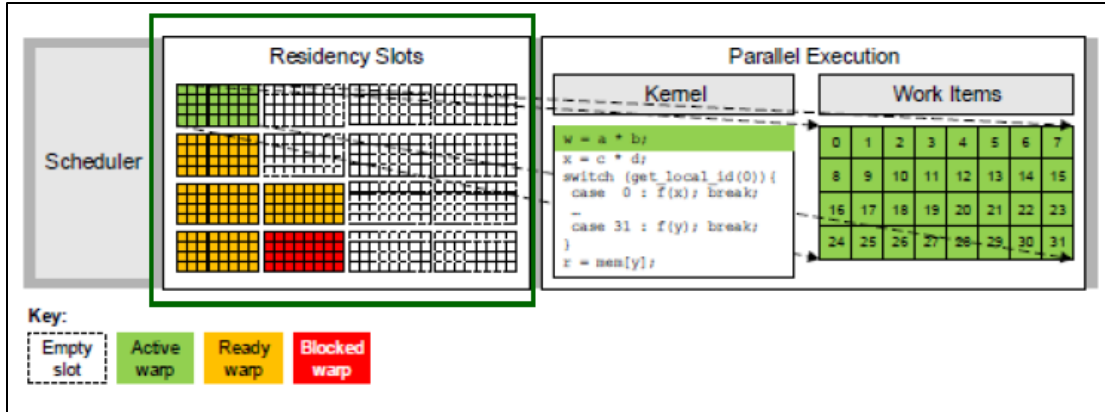 Residency Slots
Parallel Execution
Scheduler
Kernel
Work Items
w = a * b;
x = c * d;
switch (get_local_id(0)){
case 0 : f(x); break;
…
case 31 : f(y); break;
}
r = mem[y];
0 1 2 3 4 5 6 7
8 9 10 11 12 13 14 15
16 17 18 19 20 21 22 23
24 25 26 27 28 29 30 31
Key:
Empty slot
Active warp
Ready warp
Blocked warp